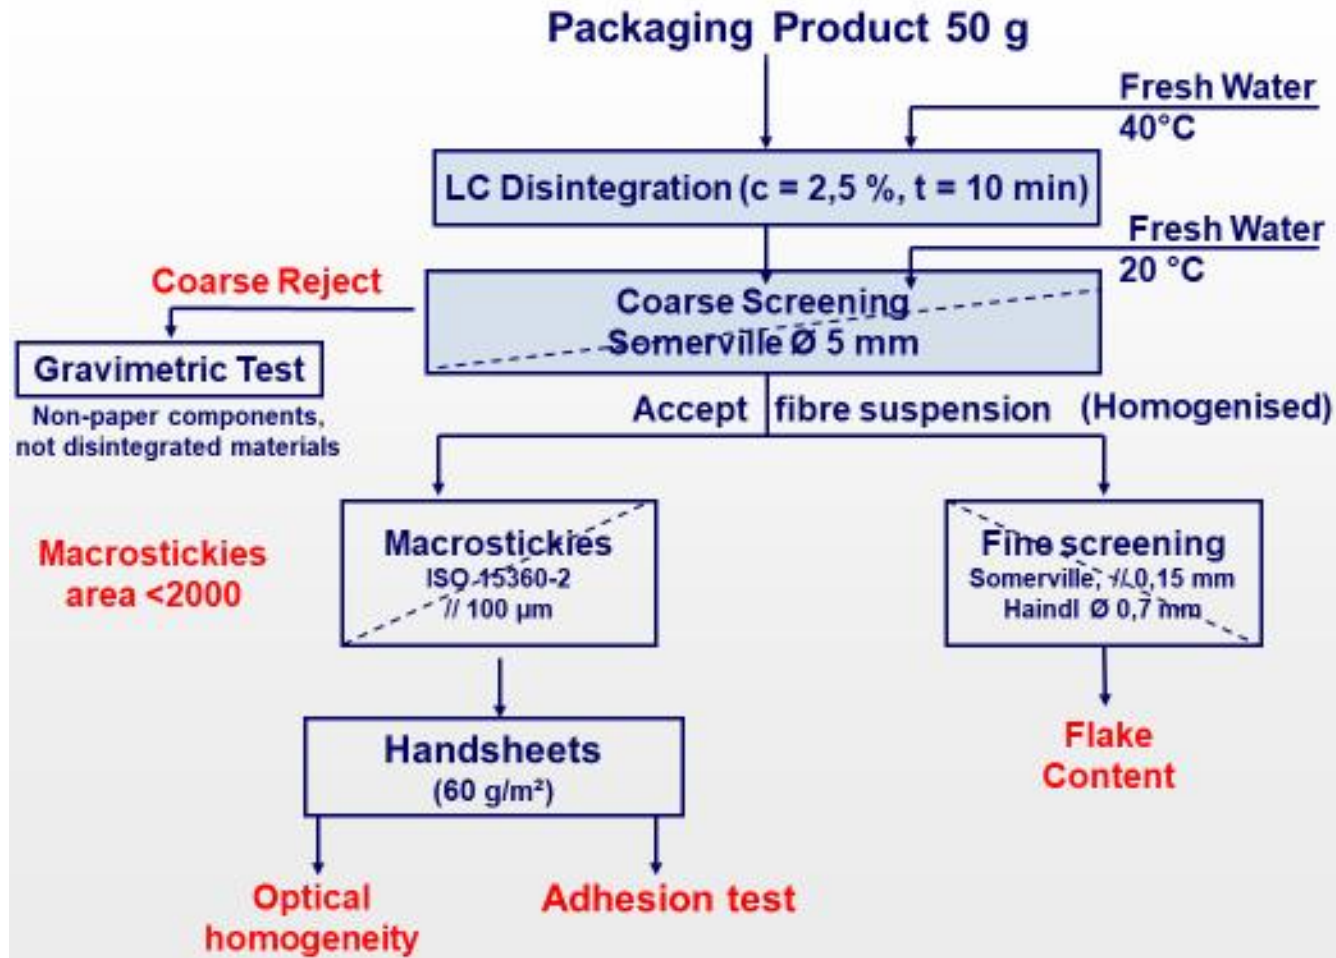 Packaging Product 50 g
Fresh Water
40°C
LC Disintegration (c = 2,5 %, t = 10 min)
Fresh Water
20 °C
Coarse Reject
Coarse Screening
Somerville Ø 5 mm
Gravimetric Test
Non-paper components,
not disintegrated materials
Accept fibre suspension (Homogenised)
Macrostickies
area <2000
Macrostickies
ISO 15360-2
// 100 µm
Fine screening
Somerville, // 0,15 mm
Haindl Ø 0,7 mm
Handsheets
(60 g/m²)
Flake
Content
Optical
homogeneity
Adhesion test